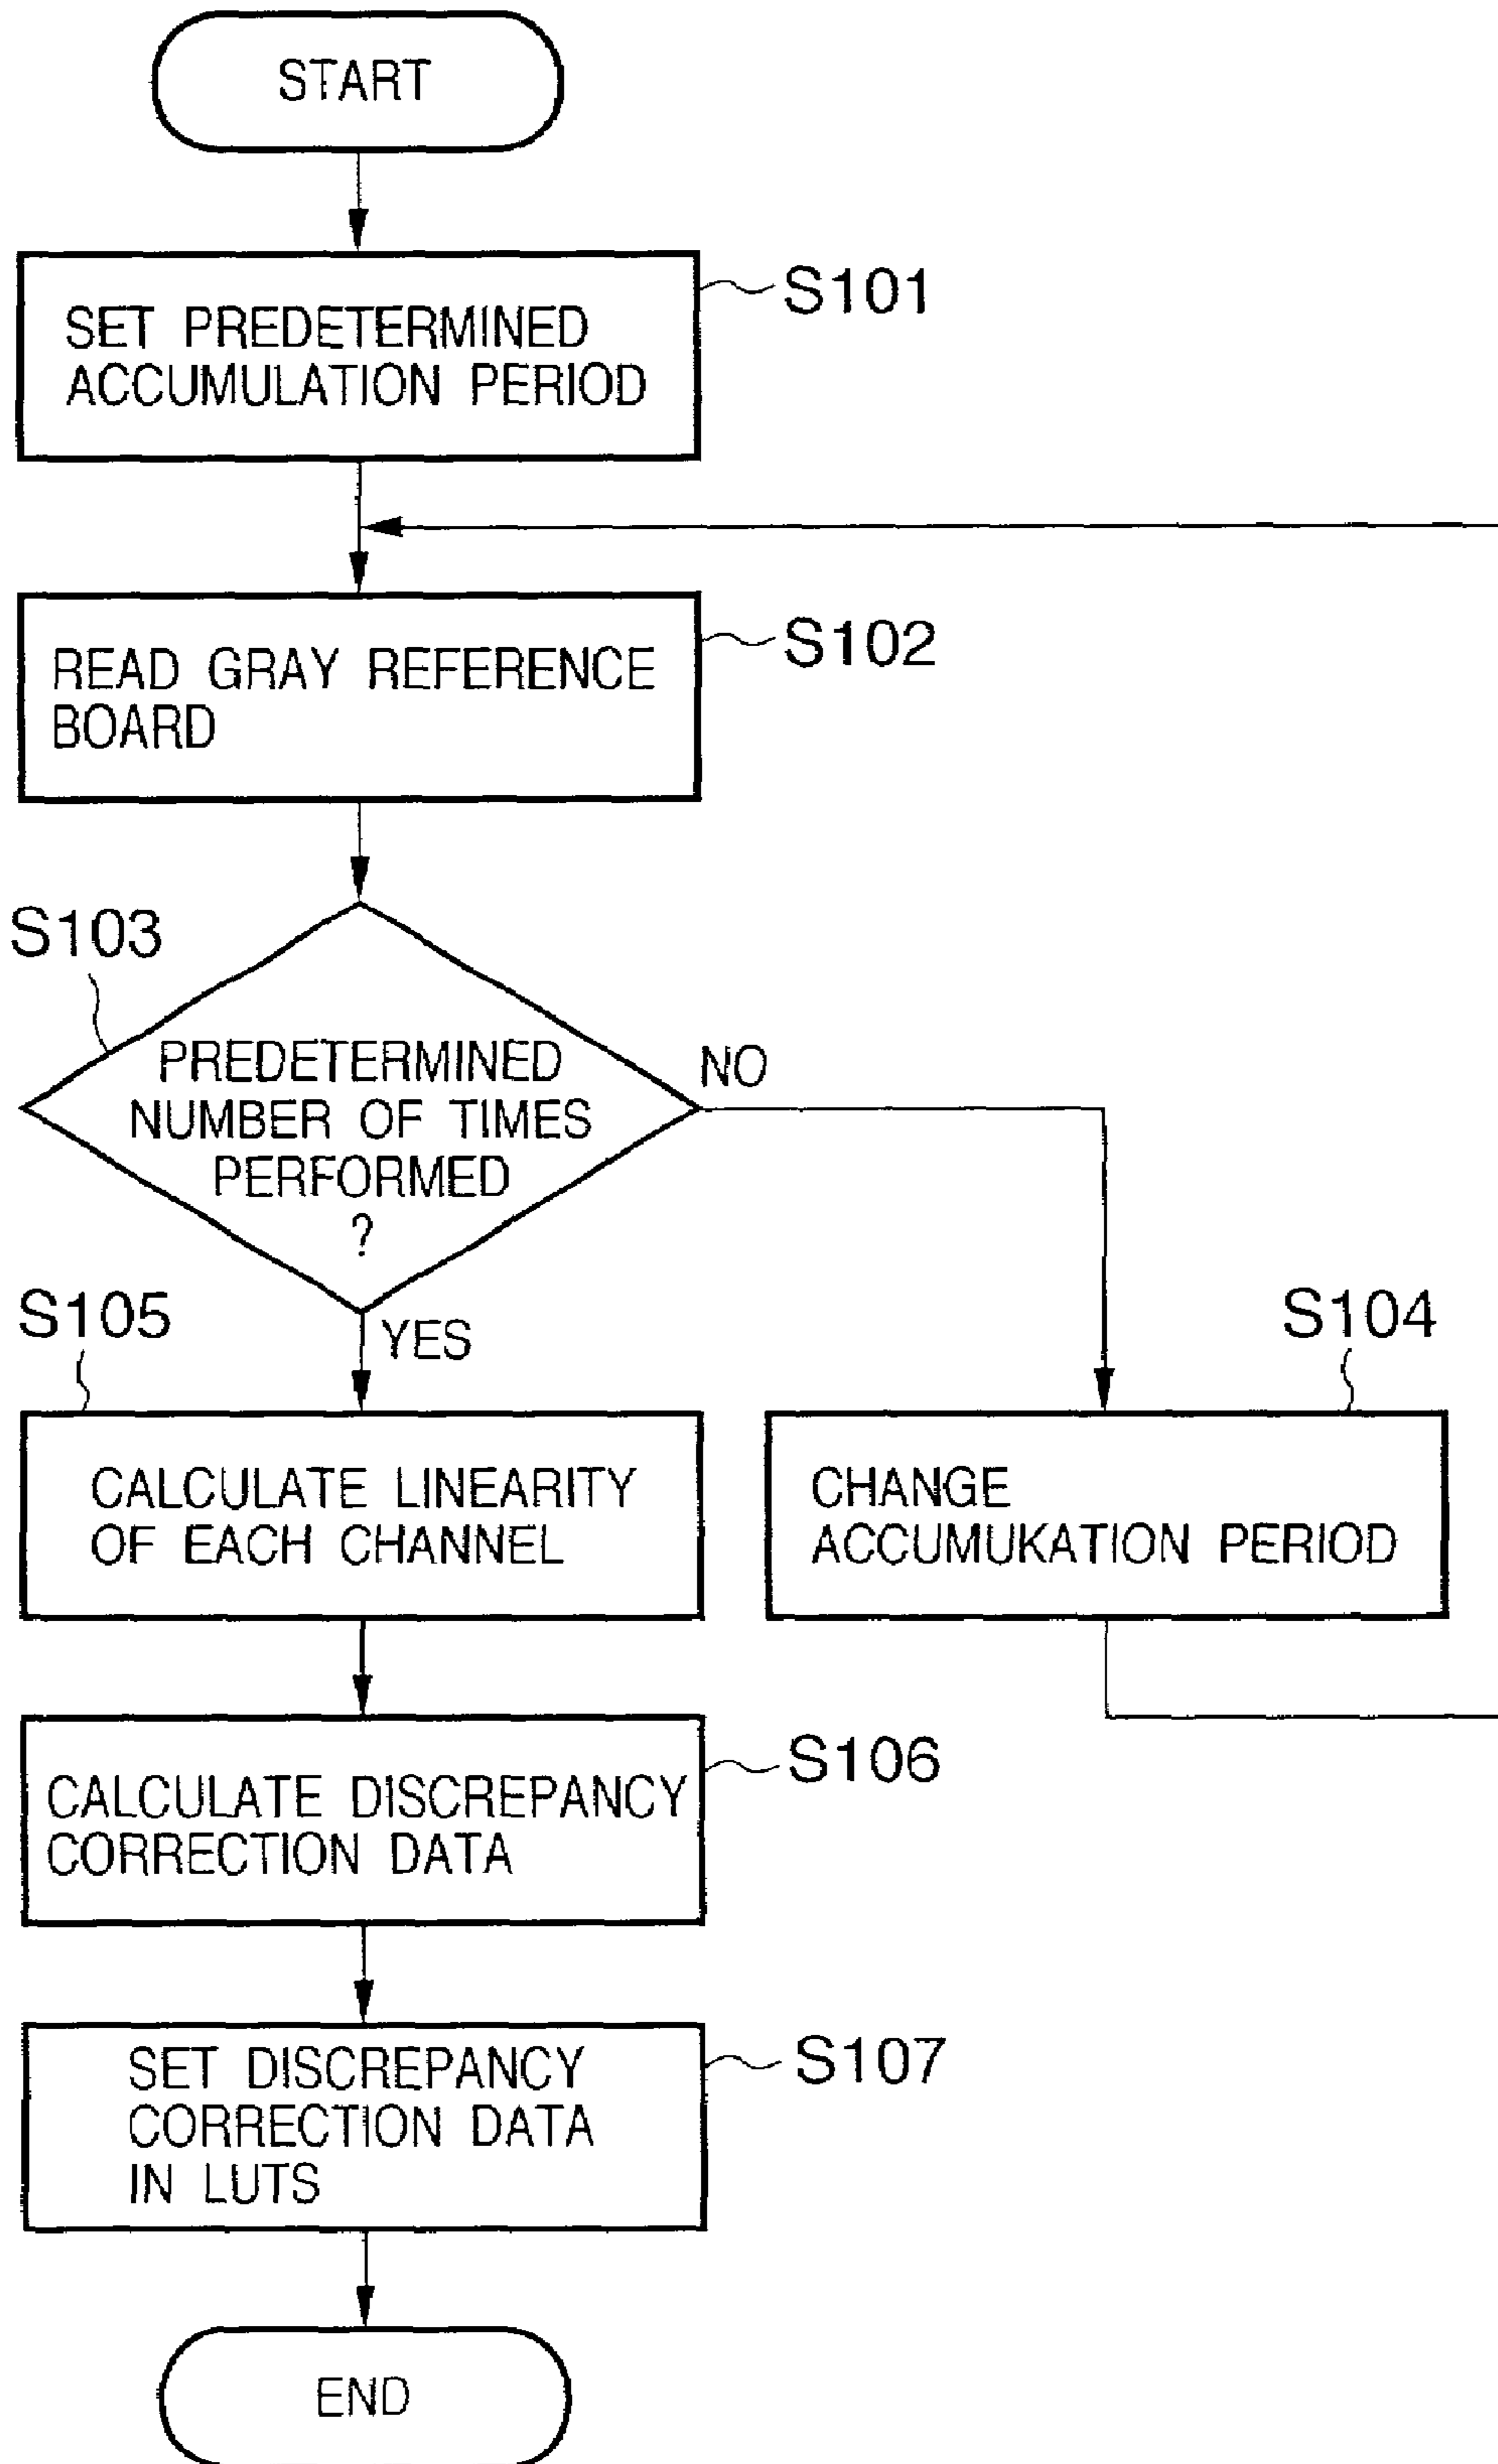 START
SET PREDETERMINED
ACCUMULATION PERIOD
S101
READ GRAY REFERENCE
BOARD
S102
S103
PREDETERMINED
NUMBER OF TIMES
PERFORMED
?
NO
YES
S105
CALCULATE LINEARITY
OF EACH CHANNEL
S104
CHANGE
ACCUMUKATION PERIOD
CALCULATE DISCREPANCY
CORRECTION DATA
S106
SET DISCREPANCY
CORRECTION DATA
IN LUTS
S107
END